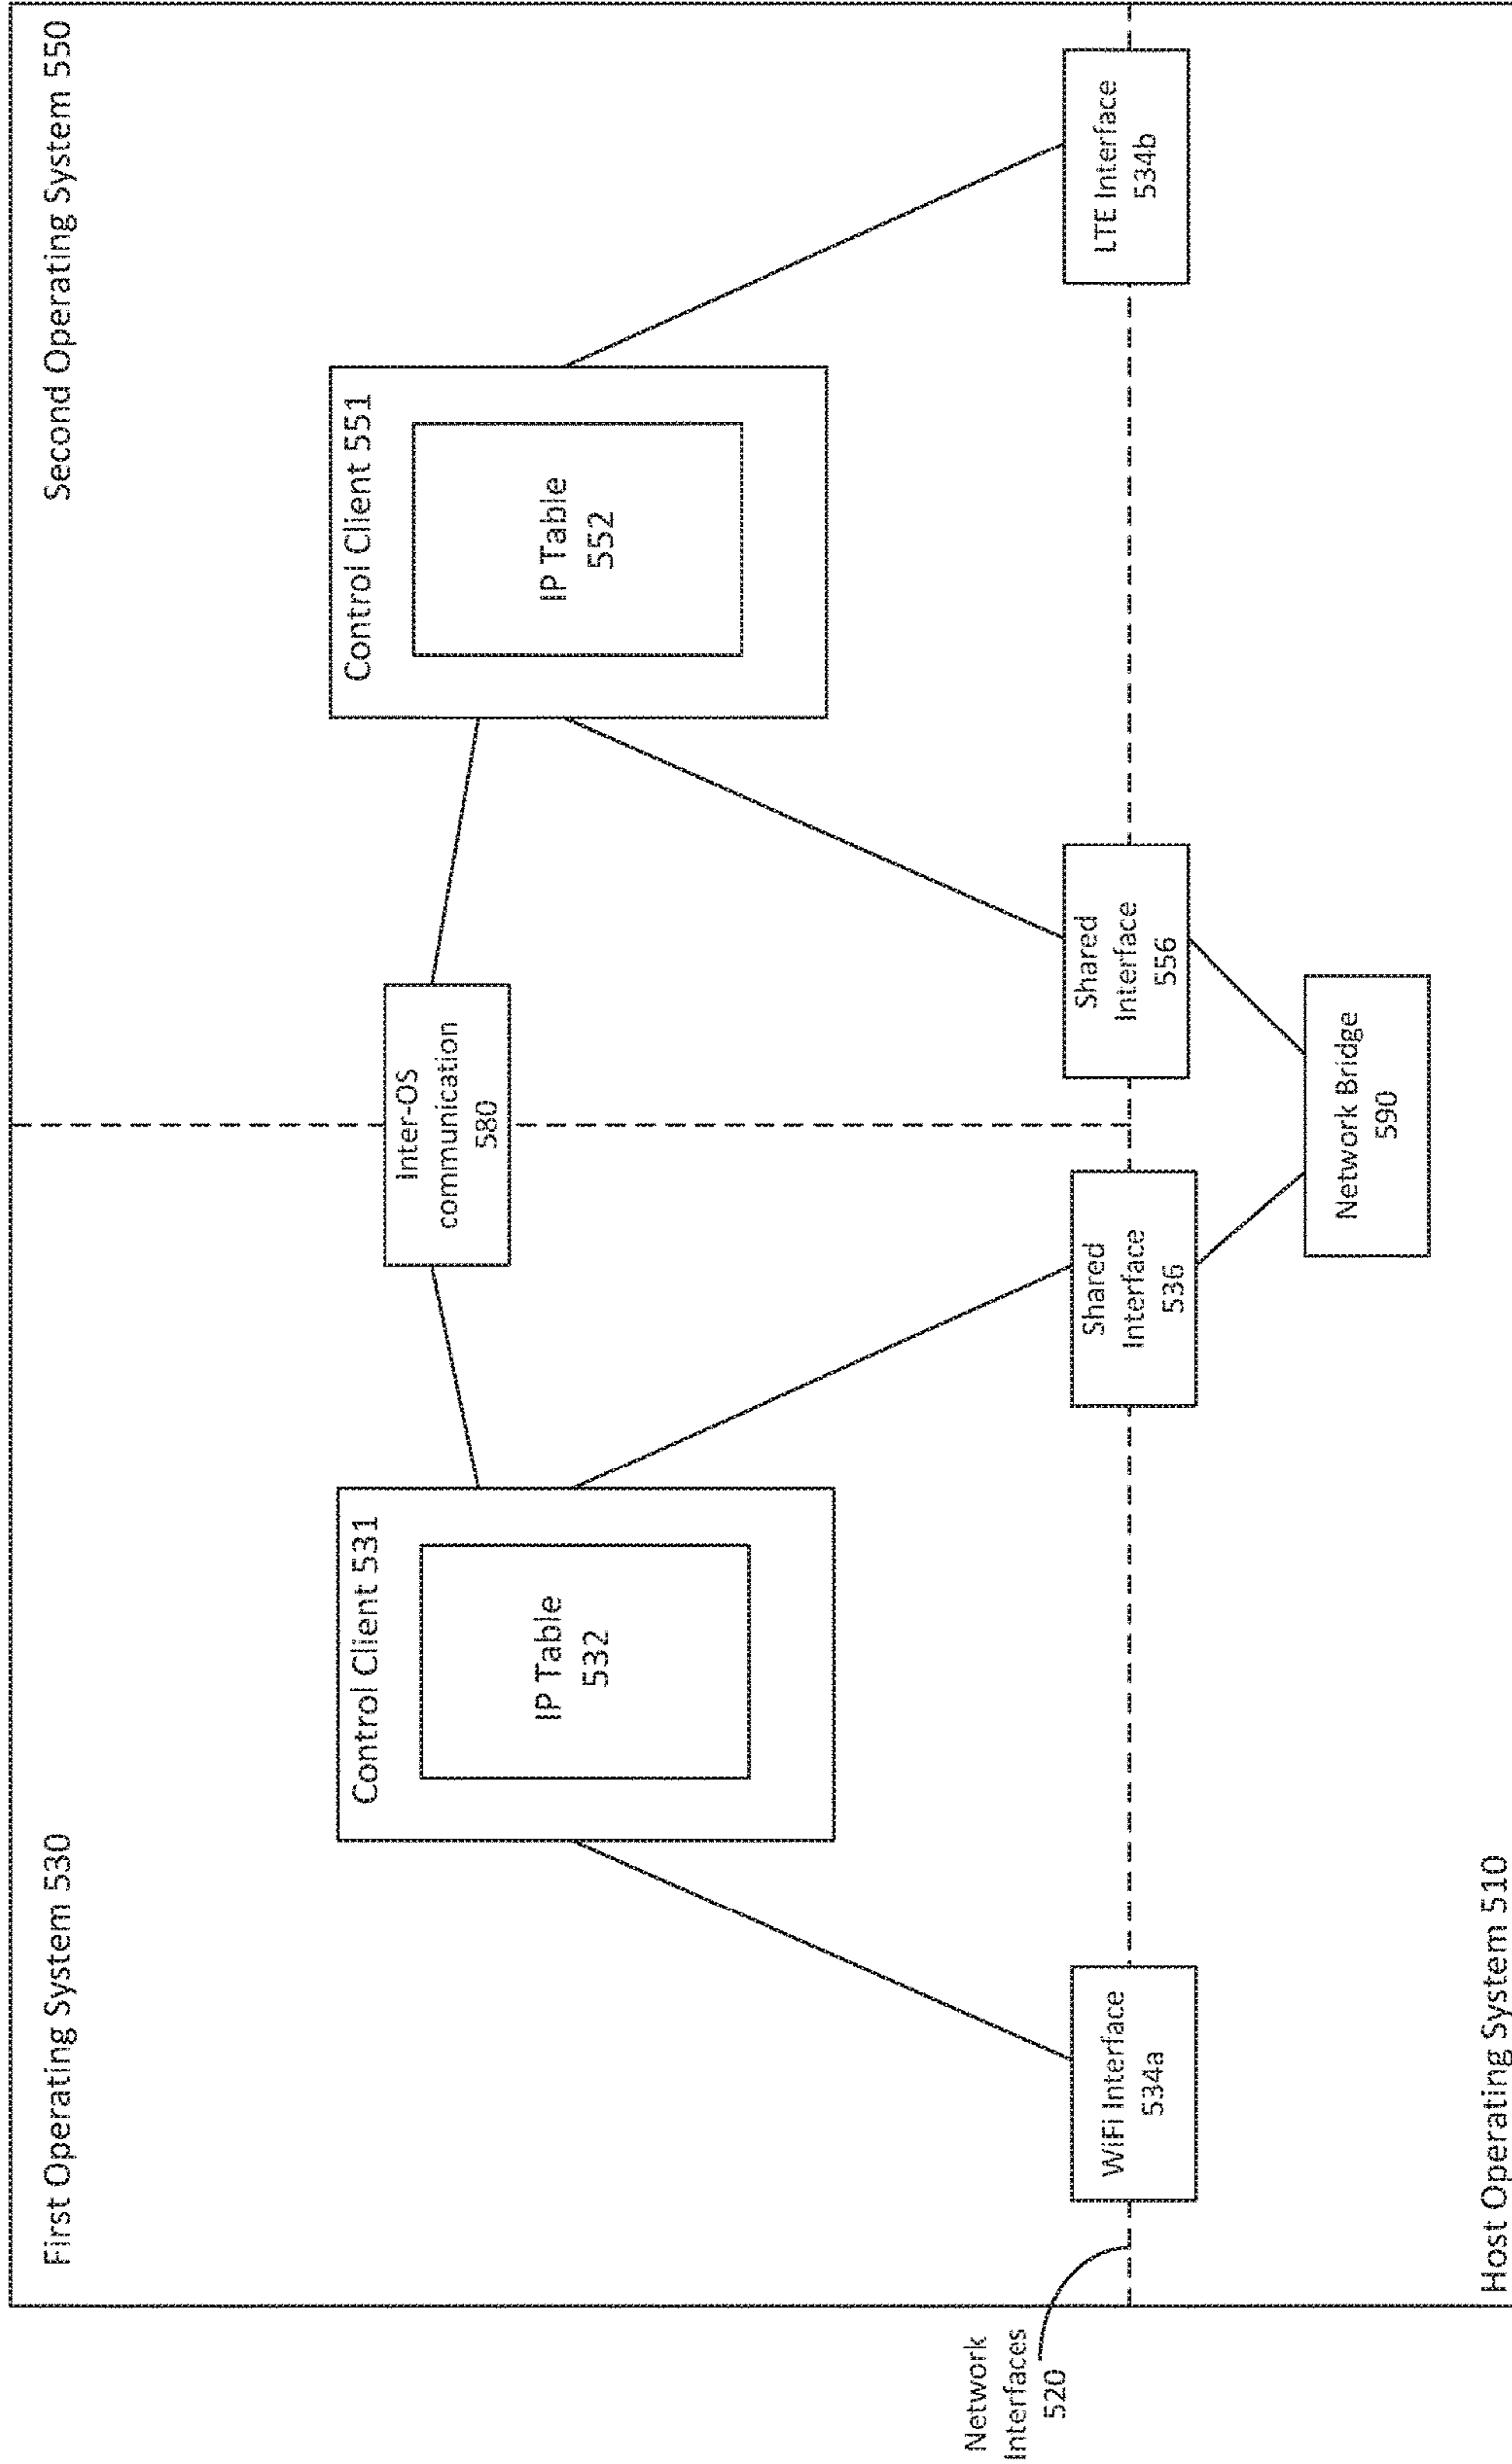 First Operating System 530
Second Operating System 550
Control Client 531
IP Table
532
Inter-OS
communication
580
Control Client 551
IP Table
552
Network
Interfaces
520
WiFi Interface
534a
Shared
Interface
536
Shared
Interface
556
LTE Interface
534b
Network Bridge
590
Host Operating System 510